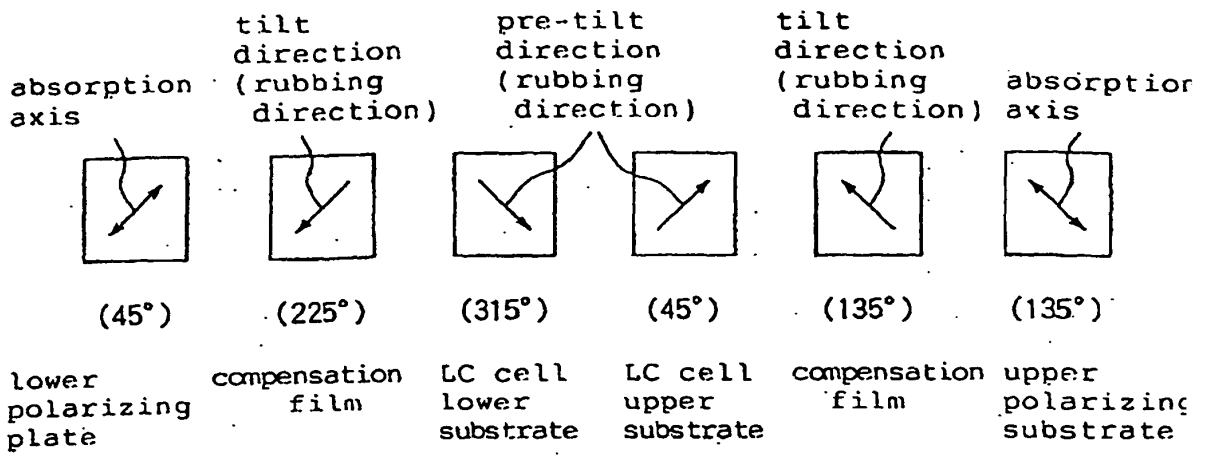 absorption
axis
tilt
direction
(rubbing
direction)
pre-tilt
direction
(rubbing
direction)
tilt
direction
(rubbing
direction)
absorption
axis
(45°)
(225°)
(315°)
(45°)
(135°)
(135°)
lower
polarizing
plate
compensation
film
LC cell
lower
substrate
LC cell
upper
substrate
compensation
film
upper
polarizing
substrate